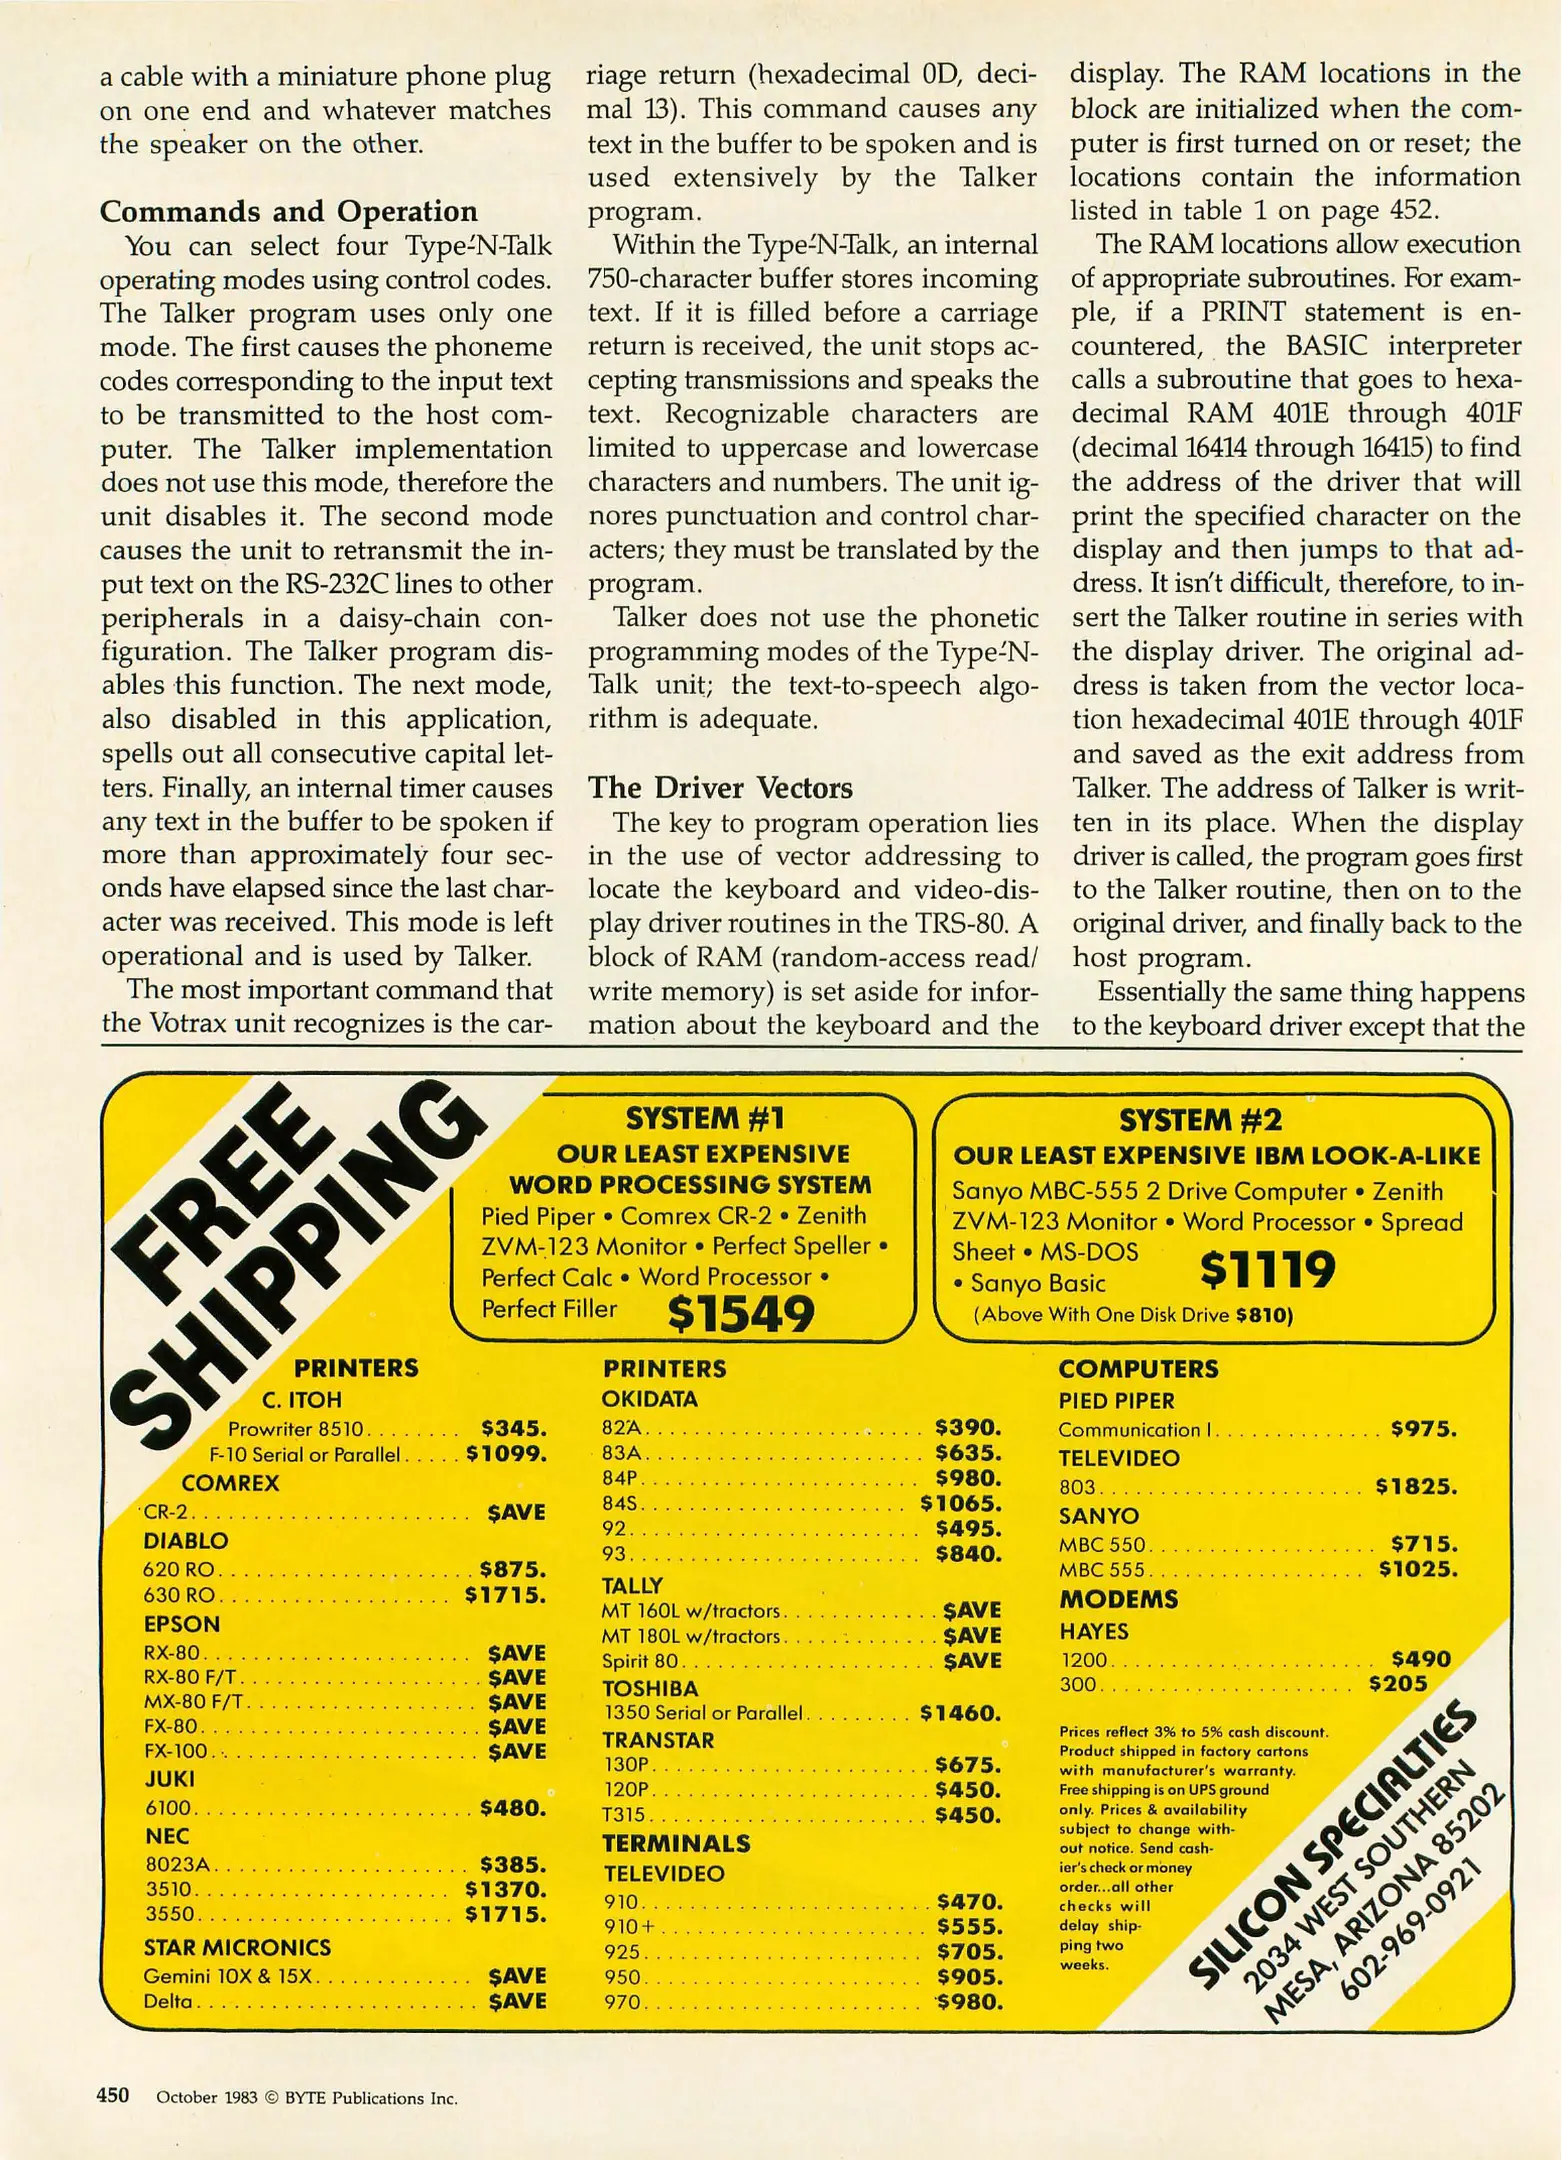 a cable with a miniature phone plug
on one end and whatever matches
the speaker on the other.
Commands and Operation
You can select four Type-'N-Talk
operating modes using control codes.
The Talker program uses only one
mode. The first causes the phoneme
codes corresponding to the input text
to be transmitted to the host com-
puter. The Talker implementation
does not use this mode, therefore the
unit disables it. The second mode
causes the unit to retransmit the in-
put text on the RS-232C lines to other
peripherals in a daisy-chain con-
figuration. The Talker program dis-
ables this function. The next mode,
also disabled in this application,
spells out all consecutive capital let-
ters. Finally, an internal timer causes
any text in the buffer to be spoken if
more than approximately four sec-
onds have elapsed since the last char-
acter was received. This mode is left
operational and is used by Talker.
The most important command that
the Votrax unit recognizes is the car-
riage return (hexadecimal 0D, deci-
mal 13). This command causes any
text in the buffer to be spoken and is
used extensively by the Talker
program.
Within the Type-'N-Talk, an internal
750-character buffer stores incoming
text. If it is filled before a carriage
return is received, the unit stops ac-
cepting transmissions and speaks the
text. Recognizable characters are
limited to uppercase and lowercase
characters and numbers. The unit ig-
nores punctuation and control char-
acters; they must be translated by the
program.
Talker does not use the phonetic
programming modes of the Type-'N-
Talk unit; the text-to-speech algo-
rithm is adequate.
The Driver Vectors
The key to program operation lies
in the use of vector addressing to
locate the keyboard and video-dis-
play driver routines in the TRS-80. A
block of RAM (random-access read/
write memory) is set aside for infor-
mation about the keyboard and the
display. The RAM locations in the
block are initialized when the com-
puter is first turned on or reset; the
locations contain the information
listed in table 1 on page 452.
The RAM locations allow execution
of appropriate subroutines. For exam-
ple, if a PRINT statement is en-
countered, the BASIC interpreter
calls a subroutine that goes to hexa-
decimal RAM 401E through 401F
(decimal 16414 through 16415) to find
the address of the driver that will
print the specified character on the
display and then jumps to that ad-
dress. It isn't difficult, therefore, to in-
sert the Talker routine in series with
the display driver. The original ad-
dress is taken from the vector loca-
tion hexadecimal 401E through 401F
and saved as the exit address from
Talker. The address of Talker is writ-
ten in its place. When the display
driver is called, the program goes first
to the Talker routine, then on to the
original driver, and finally back to the
host program.
Essentially the same thing happens
to the keyboard driver except that the
FREE
SHIPPING
SYSTEM #1
OUR LEAST EXPENSIVE
WORD PROCESSING SYSTEM
Pied Piper • Comrex CR-2 • Zenith
ZVM-123 Monitor • Perfect Speller •
Perfect Calc • Word Processor •
Perfect Filler $1549
SYSTEM #2
OUR LEAST EXPENSIVE IBM LOOK-A-LIKE
Sanyo MBC-555 2 Drive Computer • Zenith
ZVM-123 Monitor • Word Processor • Spread
Sheet • MS-DOS $1119
• Sanyo Basic
(Above With One Disk Drive $810)
PRINTERS
C. ITOH
Prowriter 8510........ $345.
F-10 Serial or Parallel..... $1099.
COMREX
CR-2....................... $AVE
DIABLO
620 RO..................... $875.
630 RO................... $1715.
EPSON
RX-80...................... $AVE
RX-80 F/T.................... $AVE
MX-80 F/T................... $AVE
FX-80....................... $AVE
FX-100...................... $AVE
JUKI
6100....................... $480.
NEC
8023A..................... $385.
3510..................... $1370.
3550..................... $1715.
STAR MICRONICS
Gemini 10X & 15X............. $AVE
Delta....................... $AVE
PRINTERS
OKIDATA
82A....................... $390.
83A....................... $635.
84P....................... $980.
84S...................... $1065.
92........................ $495.
93........................ $840.
TALLY
MT 160L w/tractors............. $AVE
MT 180L w/tractors............. $AVE
Spirit 80..................... $AVE
TOSHIBA
1350 Serial or Parallel......... $1460.
TRANSTAR
130P....................... $675.
120P....................... $450.
T315....................... $450.
TERMINALS
TELEVIDEO
910........................ $470.
910+...................... $555.
925....................... $705.
950....................... $905.
970....................... $980.
COMPUTERS
PIED PIPER
Communication I.............. $975.
TELEVIDEO
803...................... $1825.
SANYO
MBC 550................... $715.
MBC 555.................. $1025.
MODEMS
HAYES
1200...................... $490
300..................... $205
Prices reflect 3% to 5% cash discount.
Product shipped in factory cartons
with manufacturer's warranty.
Free shipping is on UPS ground
only. Prices & availability
subject to change with-
out notice. Send cash-
ier's check or money
order...all other
checks will
delay ship-
ping two
weeks.
SILICON SPECIALTIES
2034 WEST SOUTHERN
MESA, ARIZONA 85202
602-969-0921
450 October 1983 © BYTE Publications Inc.